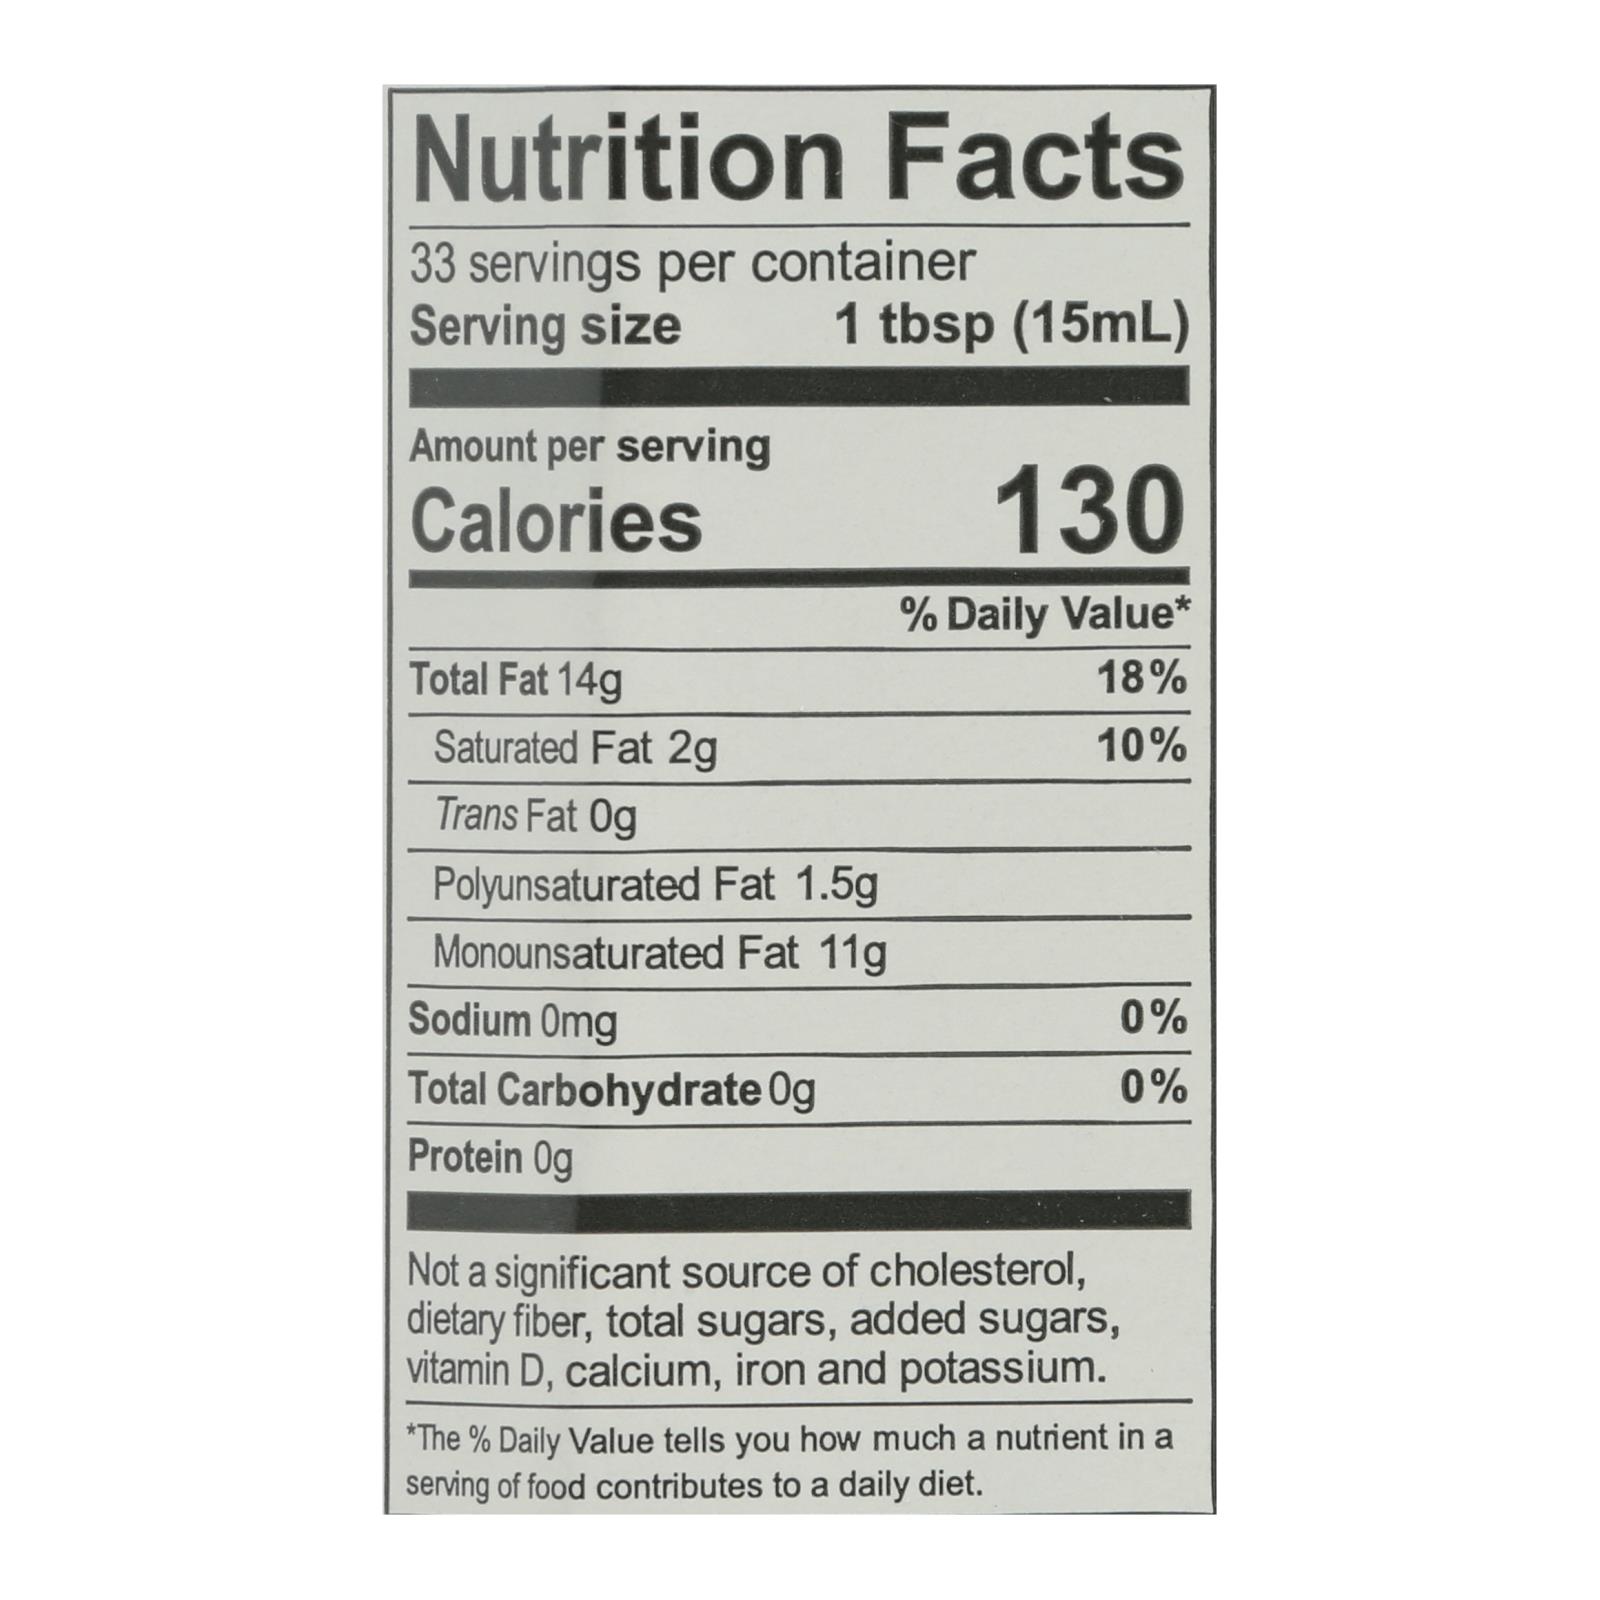 Nutrition Facts
33 servings per container
Serving size 1 tbsp (15mL)
Amount per serving
Calories 130
% Daily Value*
Total Fat 14g 18%
Saturated Fat 2g 10%
Trans Fat 0g
Polyunsaturated Fat 1.5g
Monounsaturated Fat 11g
Sodium 0mg 0%
Total Carbohydrate 0g 0%
Protein 0g
Not a significant source of cholesterol,
dietary fiber, total sugars, added sugars,
vitamin D, calcium, iron and potassium.
*The % Daily Value tells you how much a nutrient in a
serving of food contributes to a daily diet.